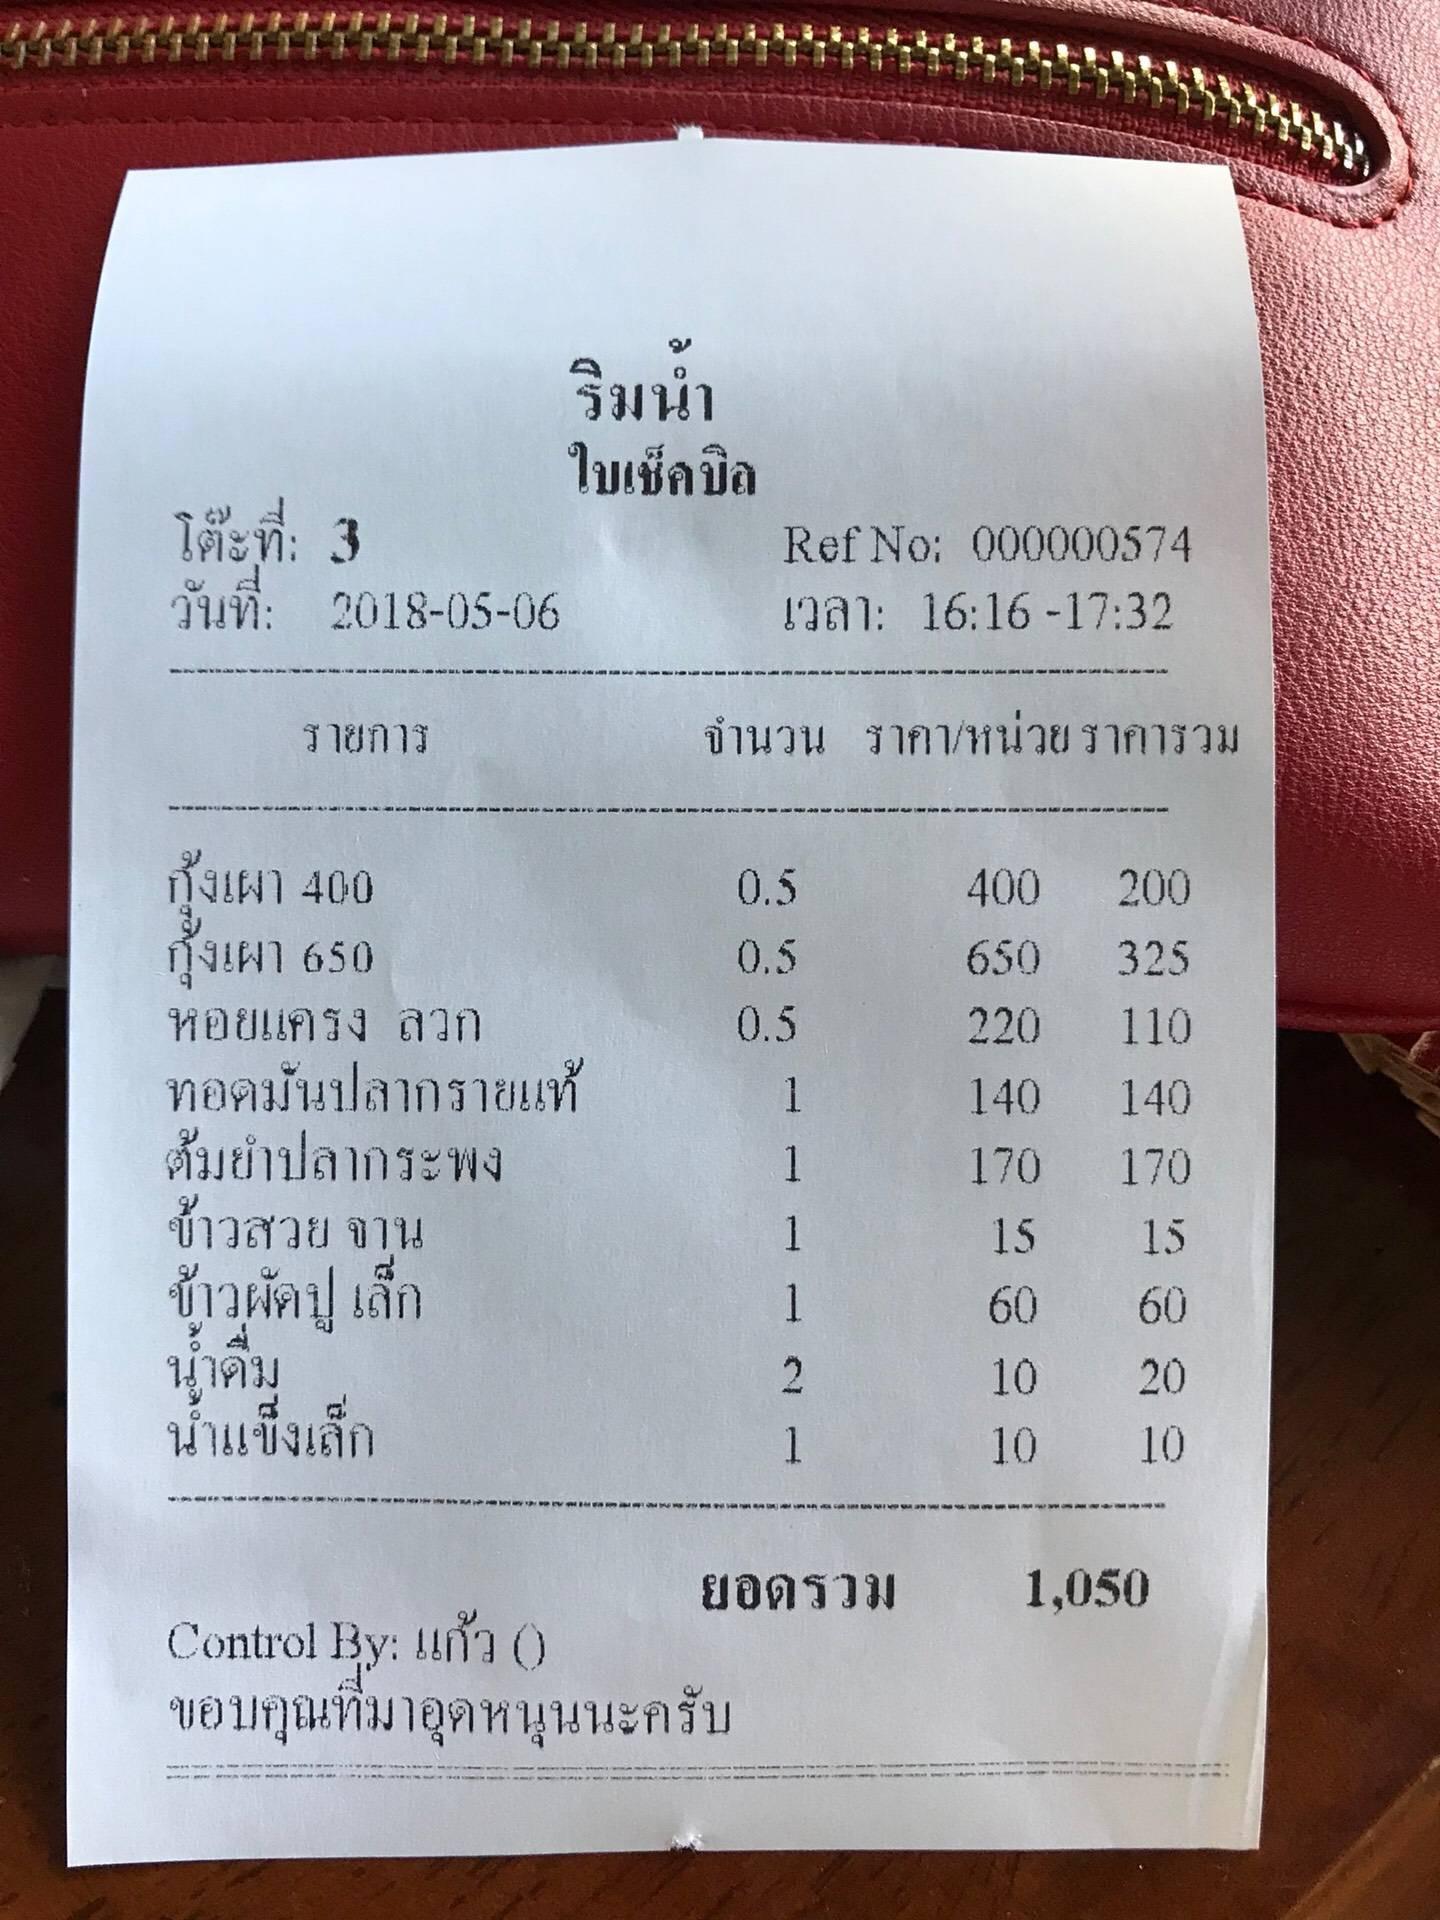 ริมน้ำ
ใบเช็คบิล
โต๊ะที่: 3 Ref No: 000000574
วันที่: 2018-05-06 เวลา: 16:16 -17:32
รายการ จำนวน ราคา/หน่วย ราคารวม
กุ้งเผา 400 0.5 400 200
กุ้งเผา 650 0.5 650 325
หอยแครง ลวก 0.5 220 110
ทอดมันปลากรายแท้ 1 140 140
ต้มยำปลากระพง 1 170 170
ข้าวสวย จาน 1 15 15
ข้าวผัดปู เล็ก 1 60 60
น้ำดื่ม 2 10 20
น้ำแข็งเล็ก 1 10 10
ยอดรวม 1,050
Control By: แก้ว ()
ขอบคุณที่มาอุดหนุนนะครับ